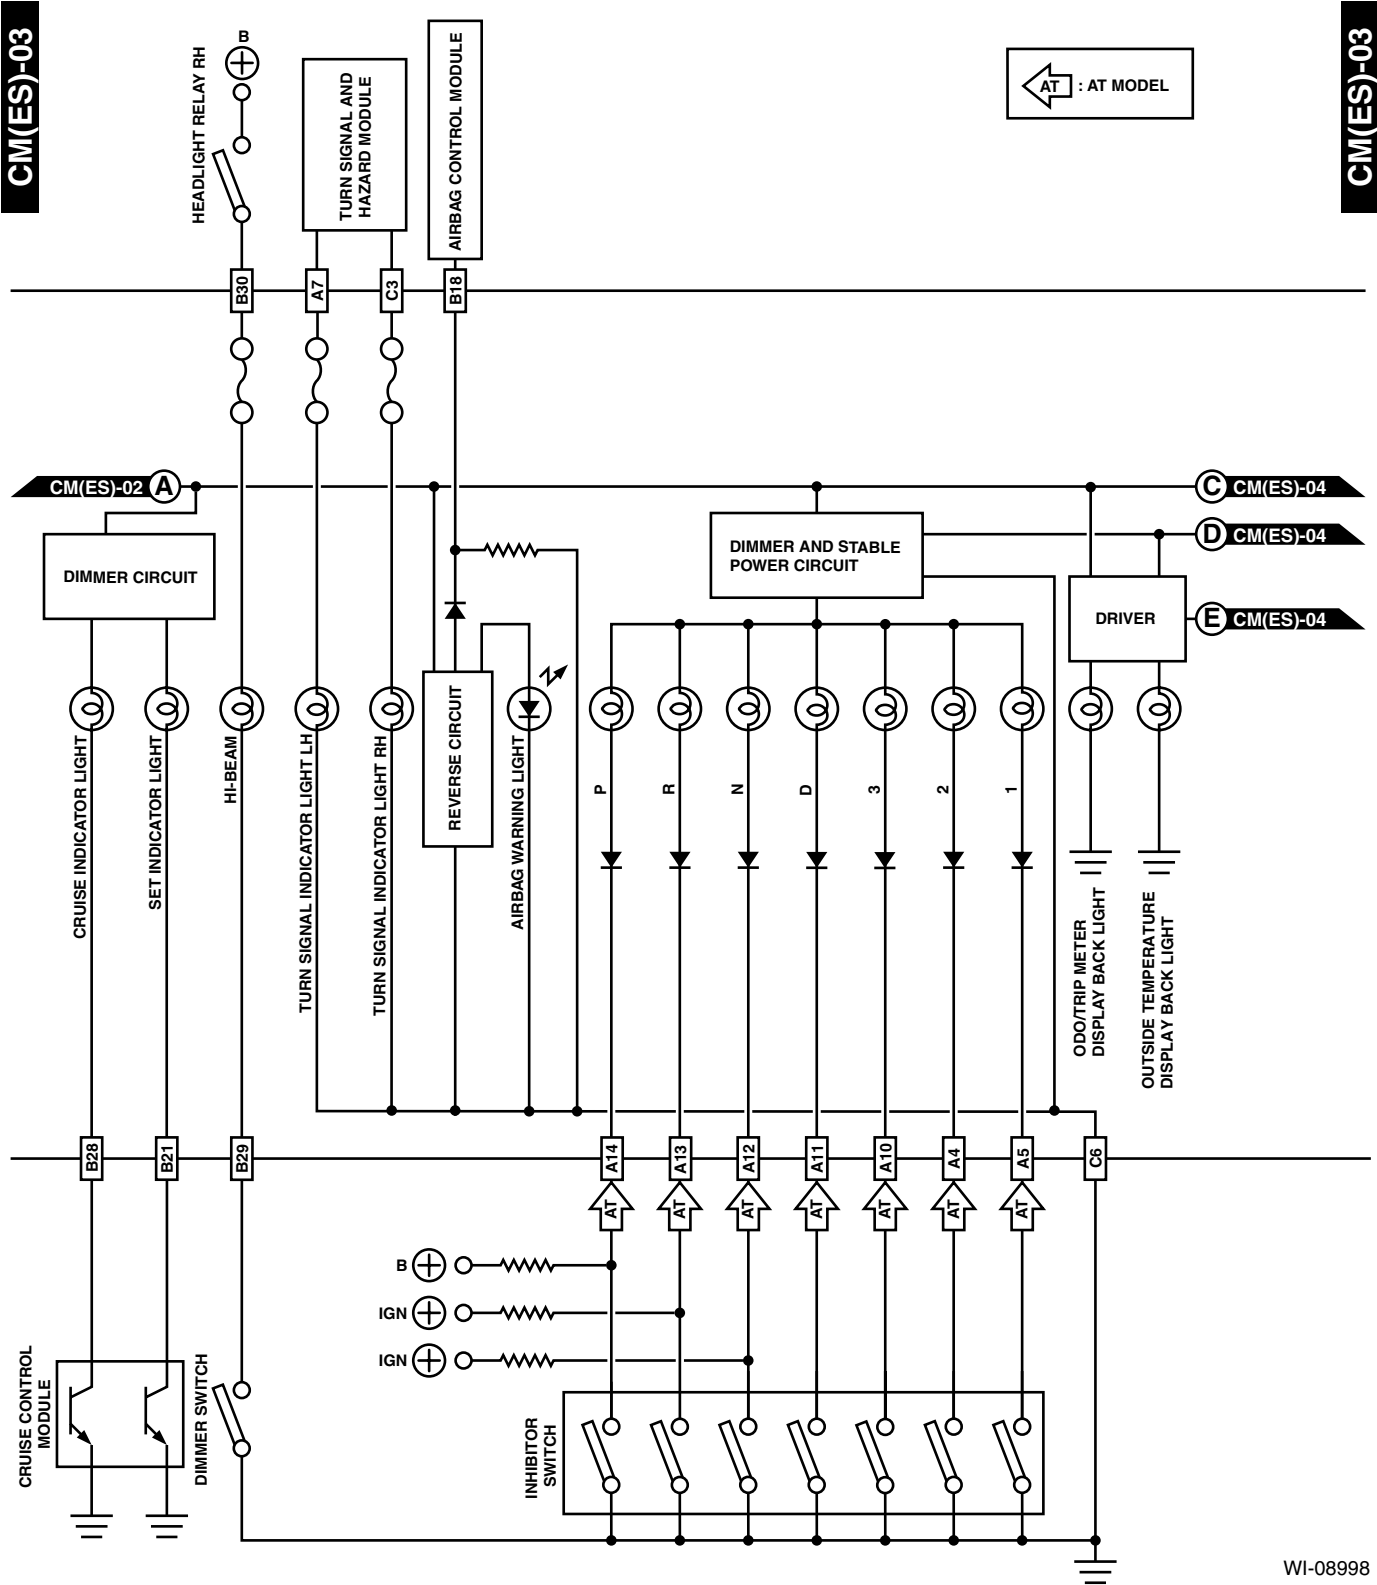 CM(ES)-03
CM(ES)-03
B
HEADLIGHT RELAY RH
TURN SIGNAL AND
HAZARD MODULE
AIRBAG CONTROL MODULE
AT : AT MODEL
B30
A7
C3
B18
CM(ES)-02 A
C CM(ES)-04
D CM(ES)-04
E CM(ES)-04
DIMMER CIRCUIT
DIMMER AND STABLE
POWER CIRCUIT
DRIVER
CRUISE INDICATOR LIGHT
SET INDICATOR LIGHT
HI-BEAM
TURN SIGNAL INDICATOR LIGHT LH
TURN SIGNAL INDICATOR LIGHT RH
REVERSE CIRCUIT
AIRBAG WARNING LIGHT
P
R
N
D
3
2
1
ODO/TRIP METER
DISPLAY BACK LIGHT
OUTSIDE TEMPERATURE
DISPLAY BACK LIGHT
B28
B21
B29
A14
A13
A12
A11
A10
A4
A5
C6
AT
AT
AT
AT
AT
AT
AT
B
IGN
IGN
CRUISE CONTROL
MODULE
DIMMER SWITCH
INHIBITOR
SWITCH
WI-08998